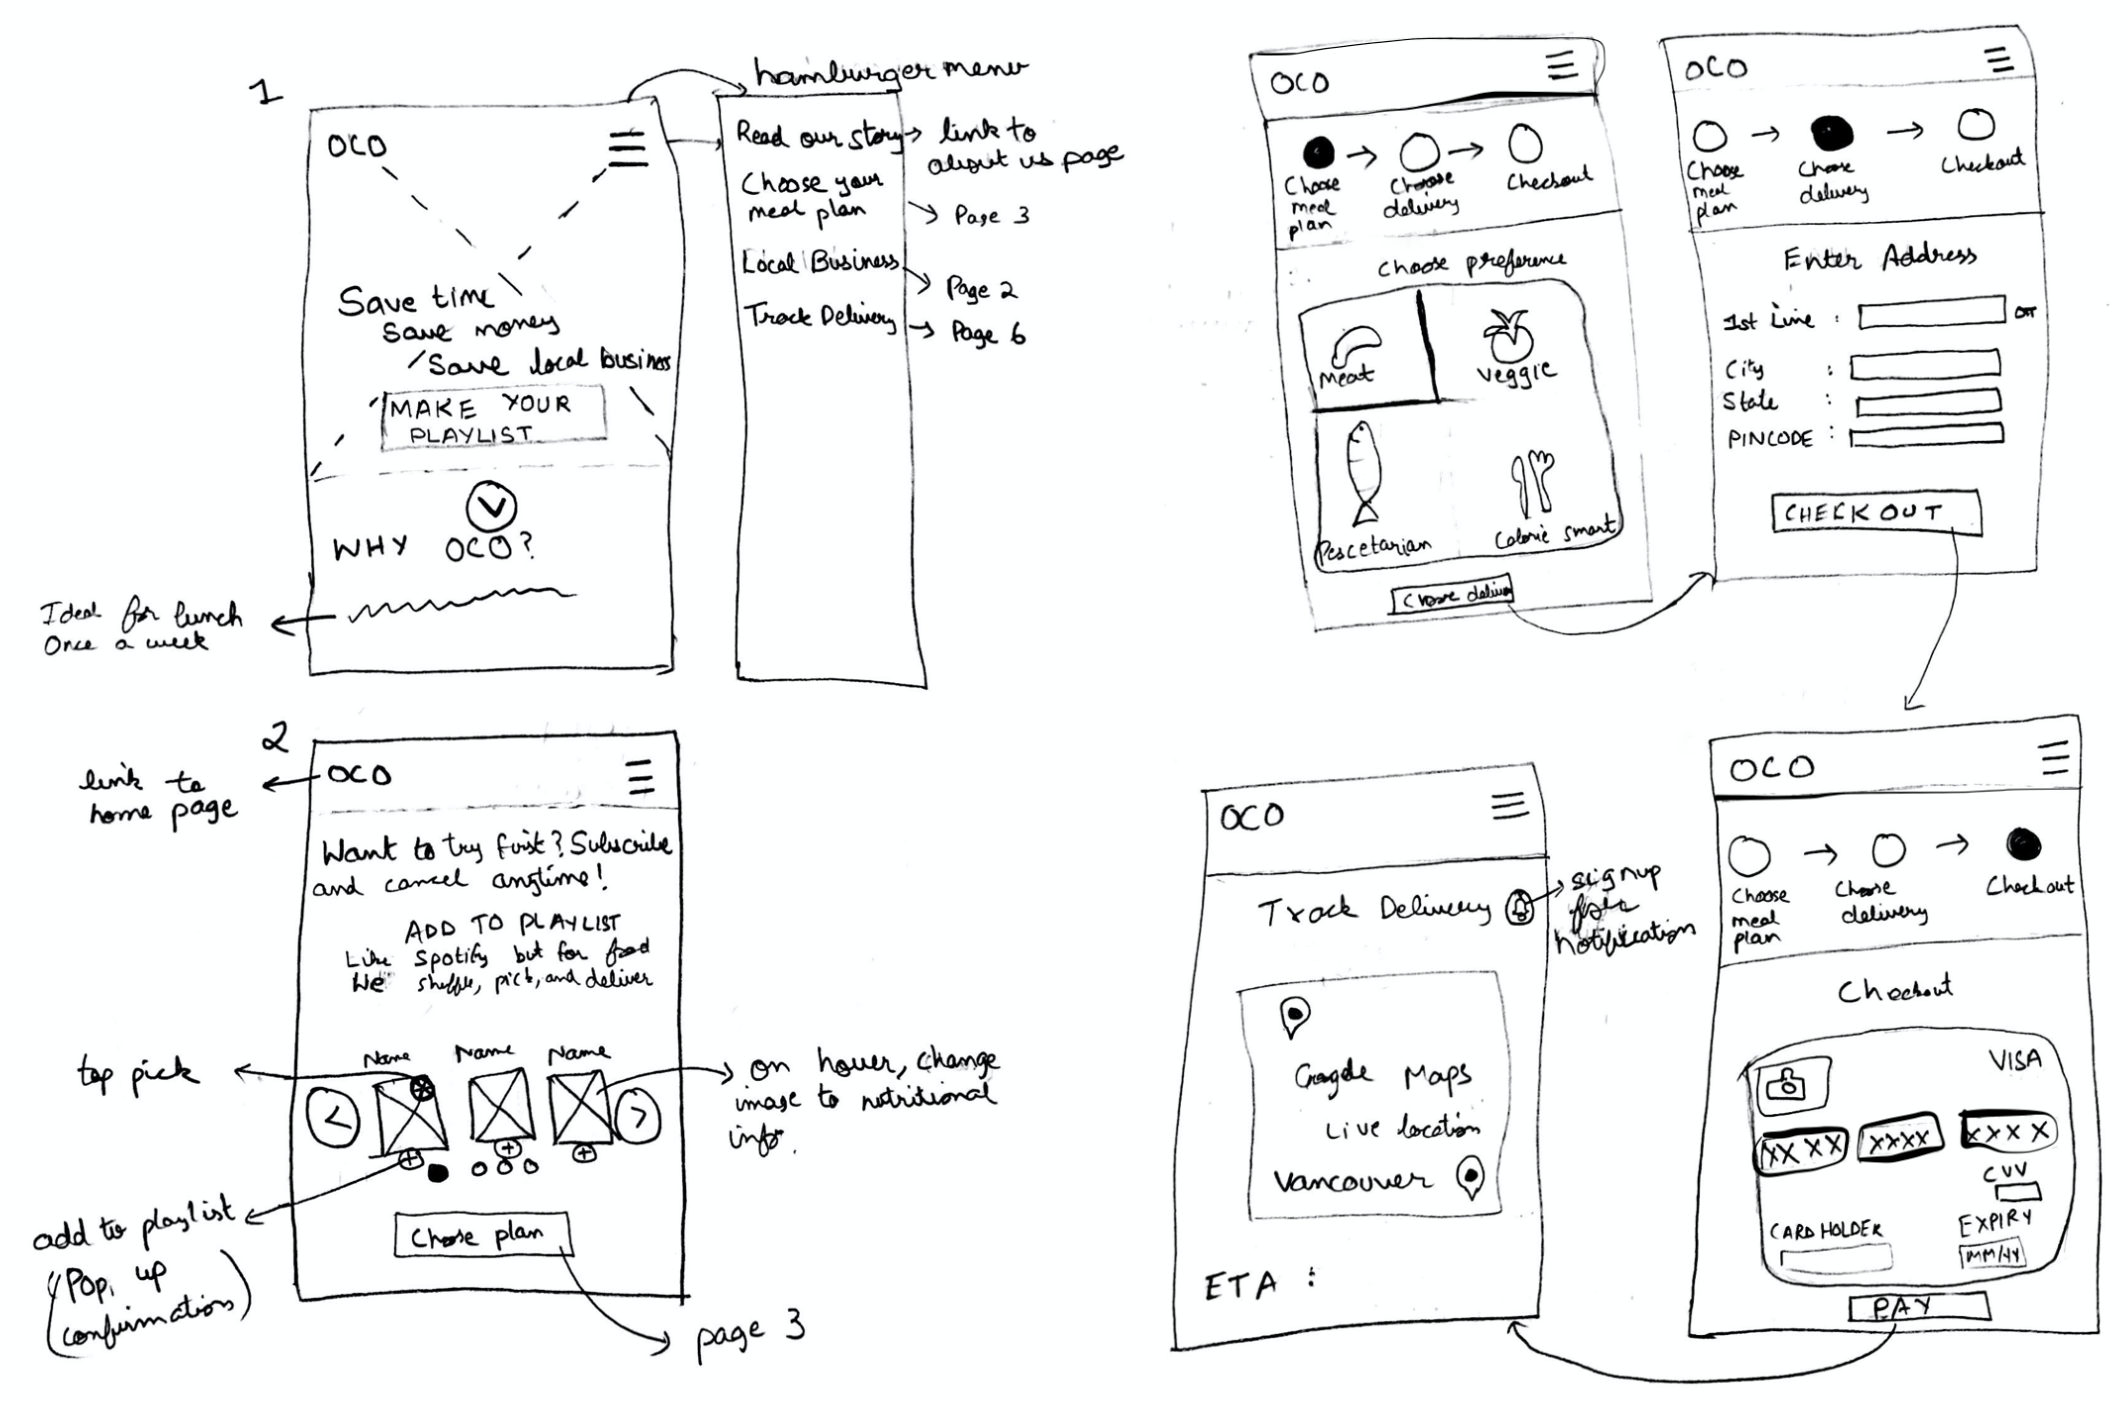 1
OCO
Save time
Save money
Save local business
MAKE YOUR
PLAYLIST
WHY OCO?
Ideal for lunch
Once a week
hamburger menu
Read our story
link to
about us page
Choose your
meal plan
Page 3
Local Business
Page 2
Track Delivery
Page 6
2
link to
home page
OCO
Want to try first? Subscribe
and cancel anytime!
ADD TO PLAYLIST
Like Spotify but for food
We shuffle, pick, and deliver
top pick
Name
Name
Name
<
>
on hover, change
image to nutritional
info.
add to playlist
(Pop, up
confirmation)
Choose plan
page 3
OCO
Choose
meal
plan
Choose
delivery
Checkout
Choose preference
Meat
Veggie
Pescetarian
Calorie smart
OCO
Choose
meal
plan
Choose
delivery
Checkout
Enter Address
1st Line :
City :
State :
PINCODE :
CHECKOUT
OCO
Track Delivery
signup
for
notification
Google Maps
Live location
Vancouver
ETA :
OCO
Choose
meal
plan
Choose
delivery
Checkout
Checkout
VISA
XXXX
XXXX
XXXX
CVV
CARD HOLDER
EXPIRY
MM/YY
PAY